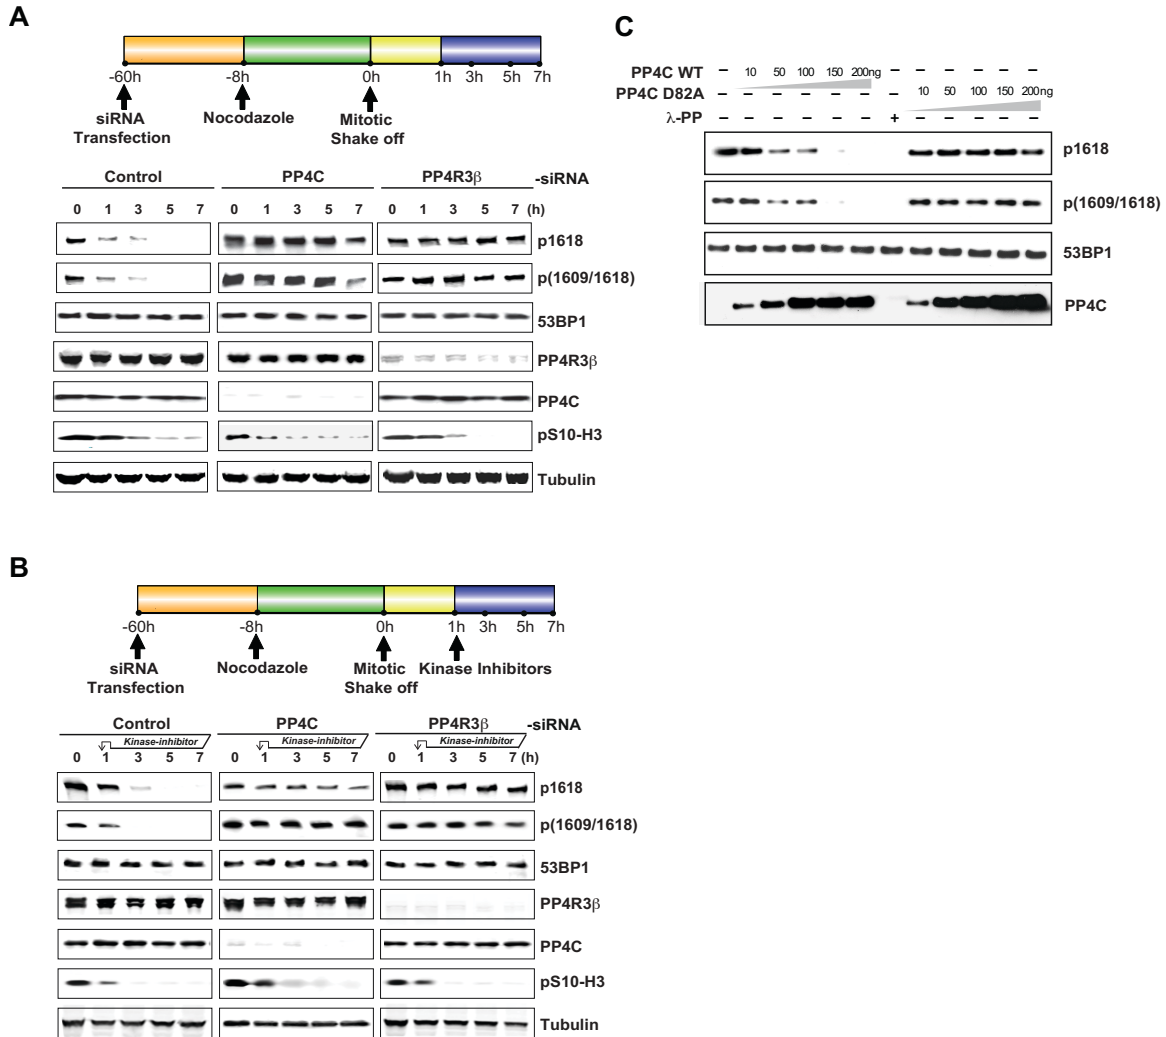 A
-60h -8h 0h 1h 3h 5h 7h
siRNA Transfection Nocodazole Mitotic Shake off
Control PP4C PP4R3β -siRNA
0 1 3 5 7 0 1 3 5 7 0 1 3 5 7 (h)
p1618
p(1609/1618)
53BP1
PP4R3β
PP4C
pS10-H3
Tubulin
B
-60h -8h 0h 1h 3h 5h 7h
siRNA Transfection Nocodazole Mitotic Shake off Kinase Inhibitors
Control PP4C PP4R3β -siRNA
Kinase-inhibitor Kinase-inhibitor Kinase-inhibitor
0 1 3 5 7 0 1 3 5 7 0 1 3 5 7 (h)
p1618
p(1609/1618)
53BP1
PP4R3β
PP4C
pS10-H3
Tubulin
C
PP4C WT – 10 50 100 150 200ng – – – – – –
PP4C D82A – – – – – – – 10 50 100 150 200ng
λ-PP – – – – – – + – – – – –
p1618
p(1609/1618)
53BP1
PP4C